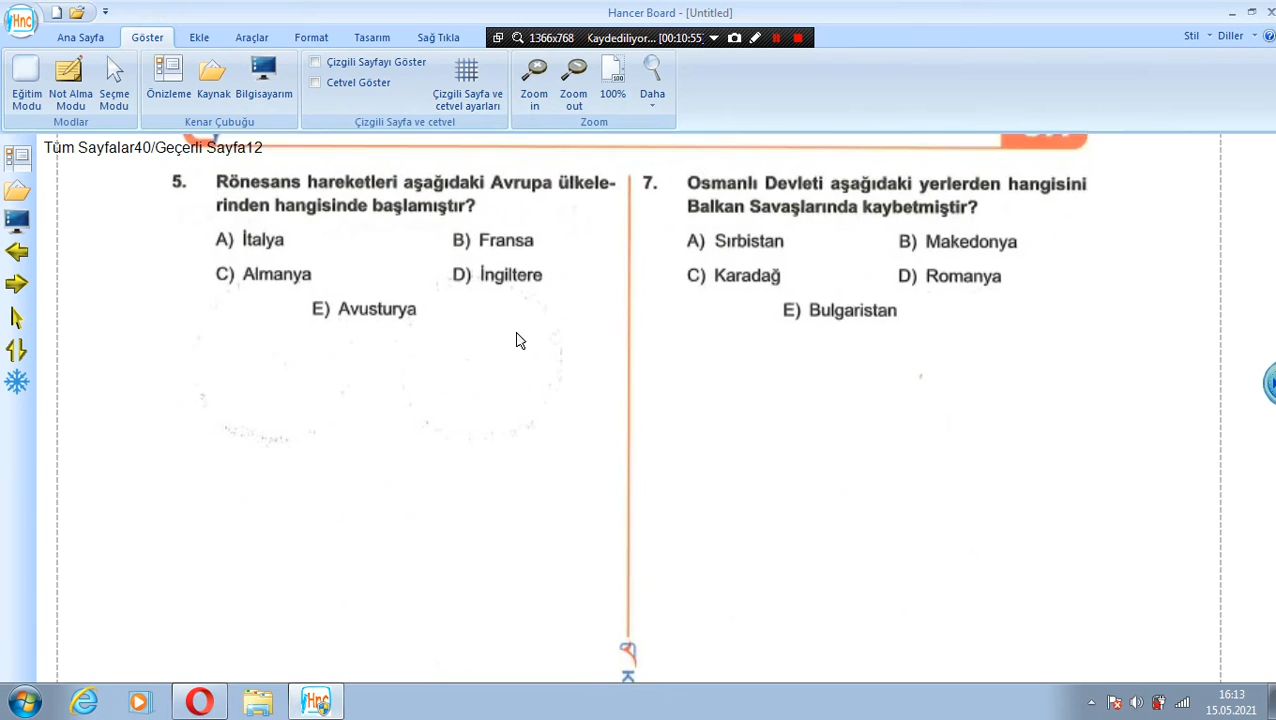 Hnc
Hancer Board - [Untitled]
Ana Sayfa
Göster
Ekle
Araçlar
Format
Tasarım
Sağ Tıkla
1366x768
Kaydediliyor... [00:10:55]
Stil
Diller
Eğitim Modu
Not Alma Modu
Seçme Modu
Modlar
Önizleme
Kaynak
Bilgisayarım
Kenar Çubuğu
Çizgili Sayfayı Göster
Cetvel Göster
Çizgili Sayfa ve cetvel ayarları
Çizgili Sayfa ve cetvel
Zoom in
Zoom out
100%
Daha
Zoom
Tüm Sayfalar40/Geçerli Sayfa12
5. Rönesans hareketleri aşağıdaki Avrupa ülkele-
rinden hangisinde başlamıştır?
A) İtalya B) Fransa
C) Almanya D) İngiltere
E) Avusturya
7. Osmanlı Devleti aşağıdaki yerlerden hangisini
Balkan Savaşlarında kaybetmiştir?
A) Sırbistan B) Makedonya
C) Karadağ D) Romanya
E) Bulgaristan
K
Hnc
16:13
15.05.2021